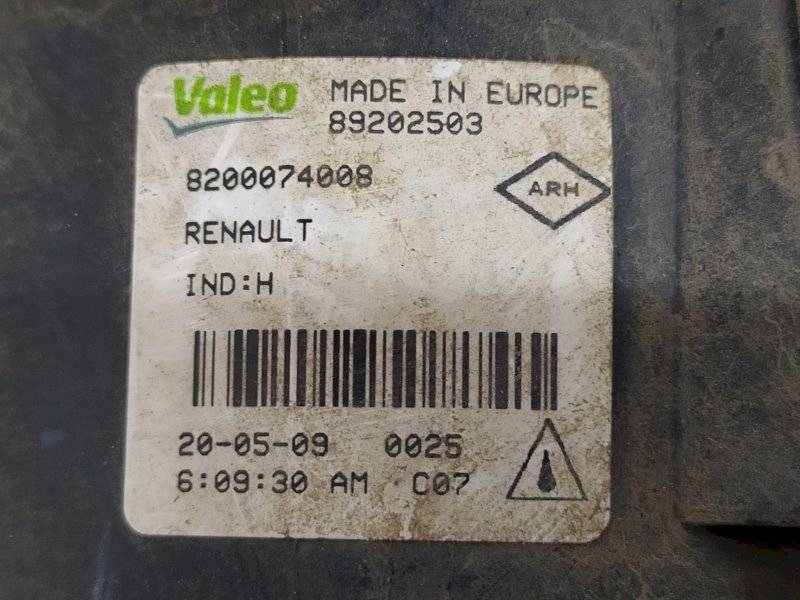 Valeo MADE IN EUROPE
89202503
8200074008
ARH
RENAULT
IND:H
20-05-09 0025
6:09:30 AM C07